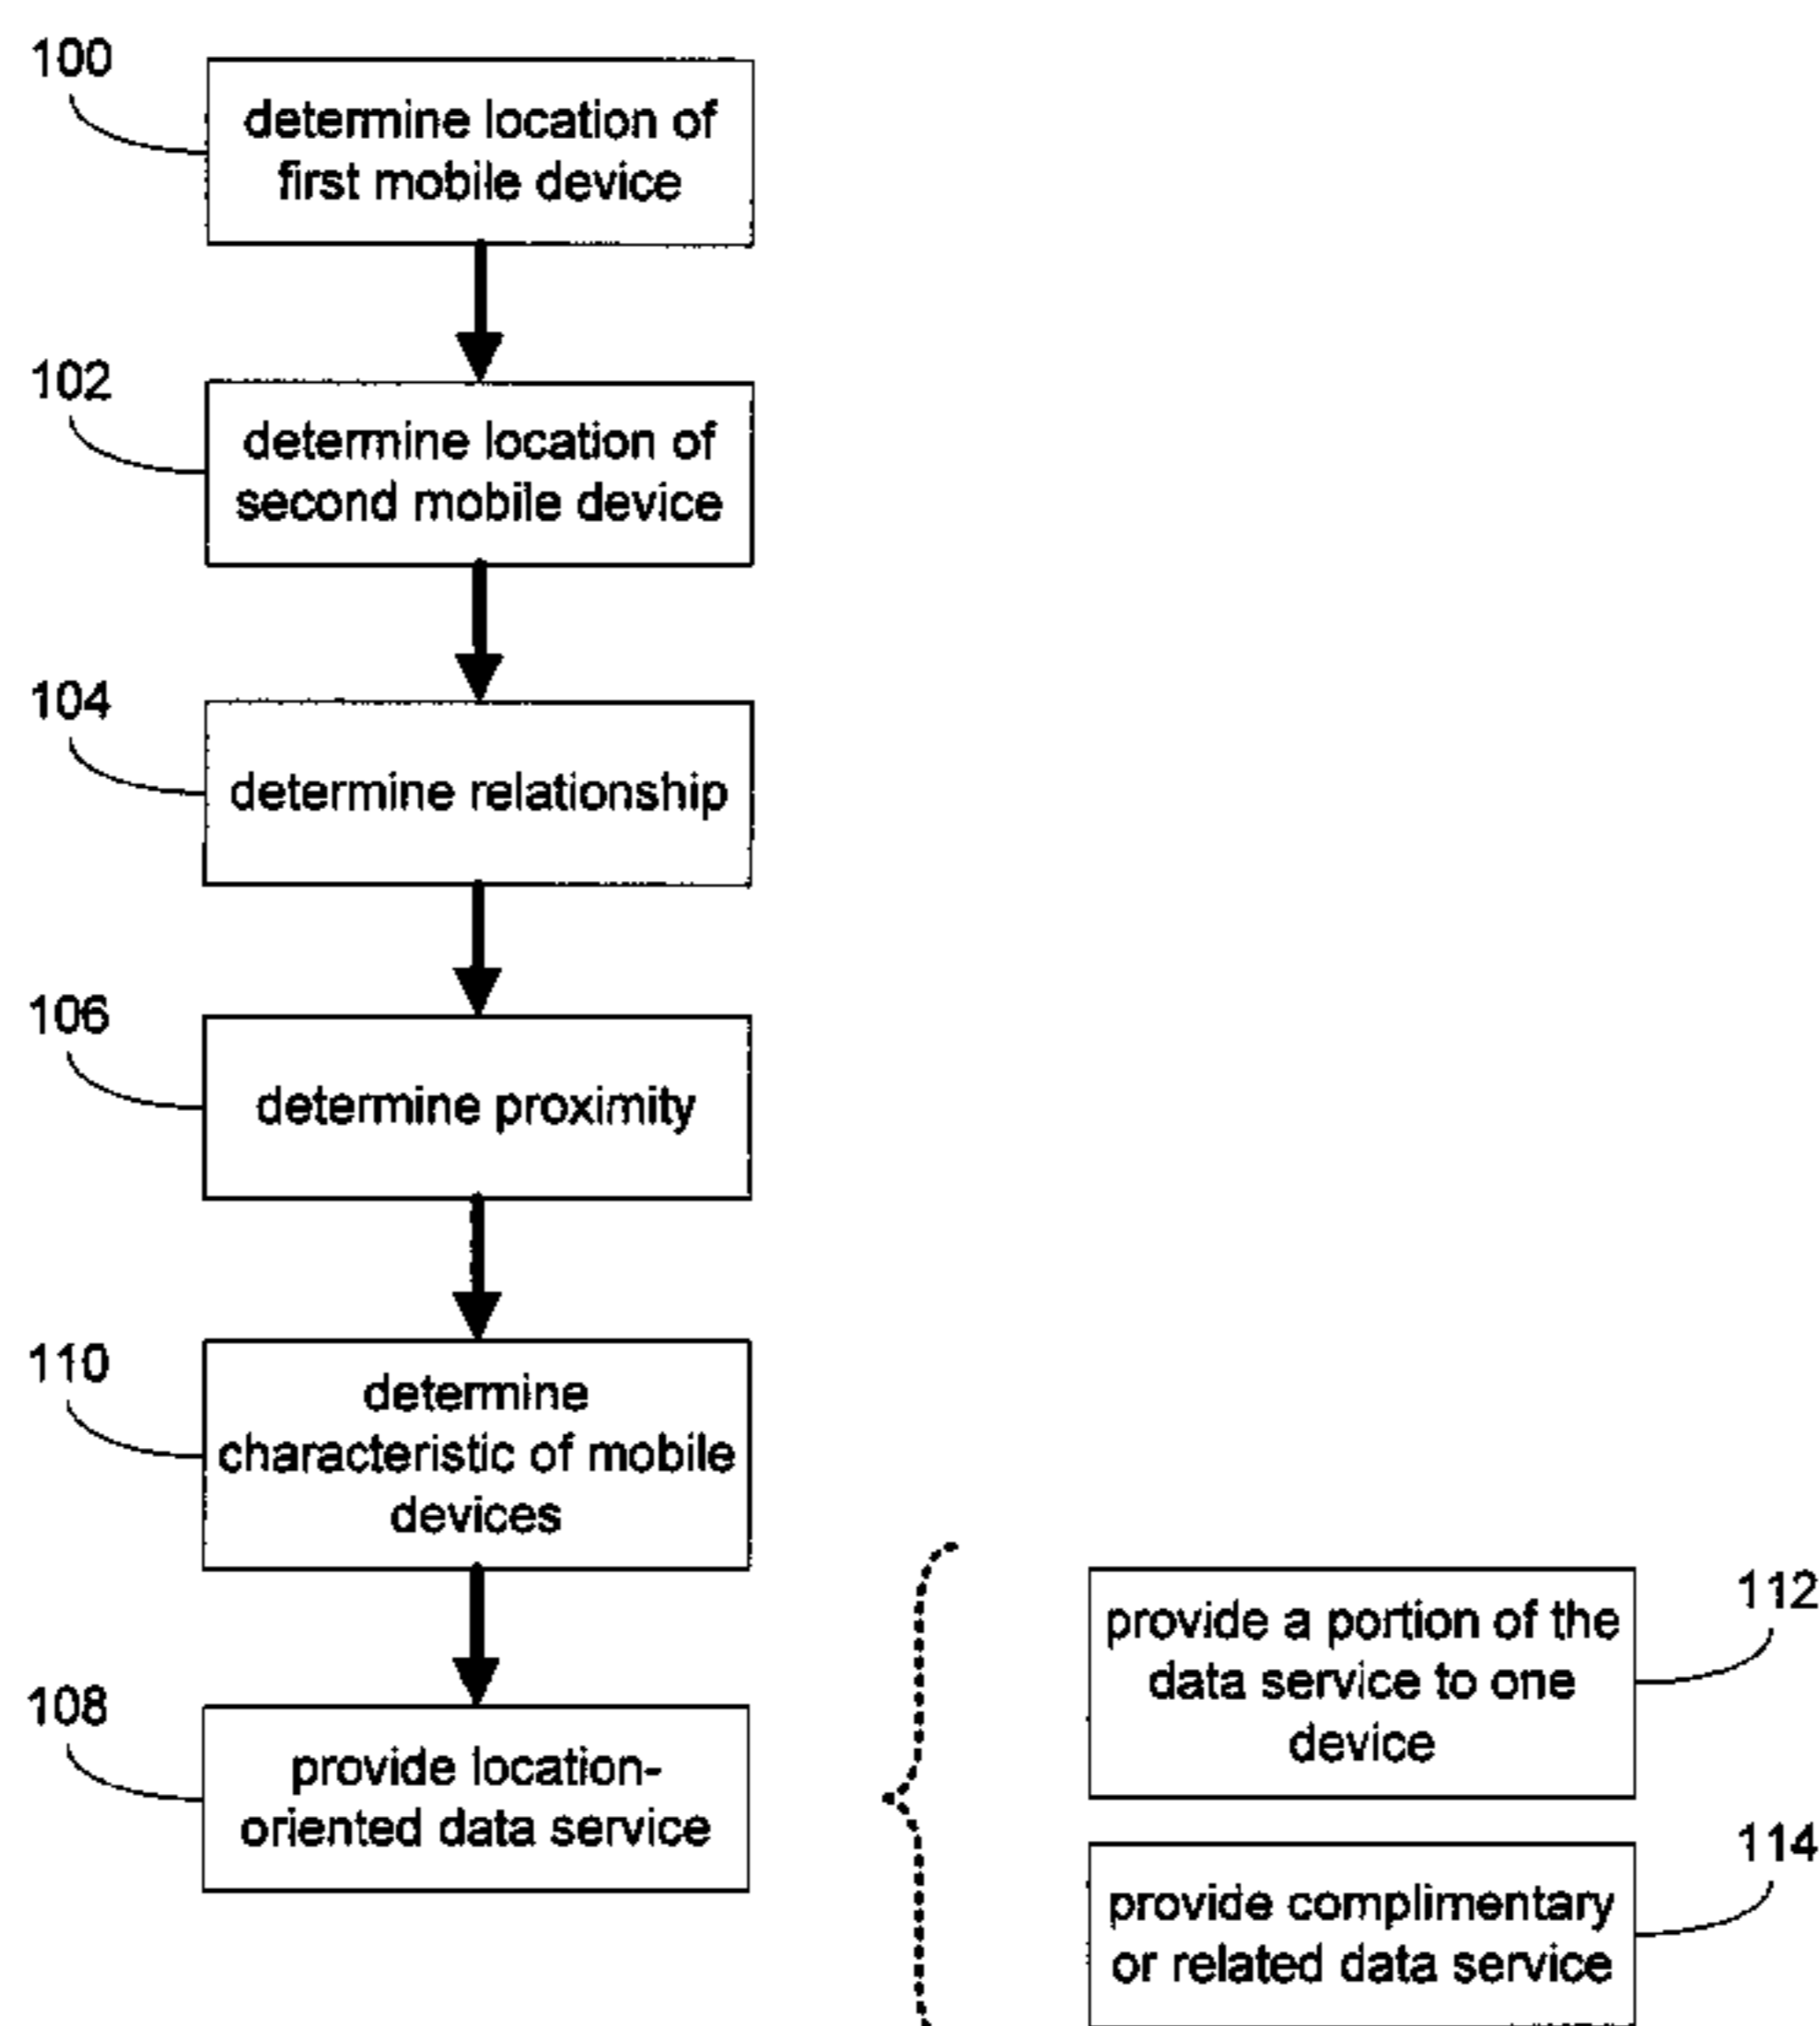 100
determine location of
first mobile device
102
determine location of
second mobile device
104
determine relationship
106
determine proximity
110
determine
characteristic of mobile
devices
108
provide location-
oriented data service
112
provide a portion of the
data service to one
device
114
provide complimentary
or related data service